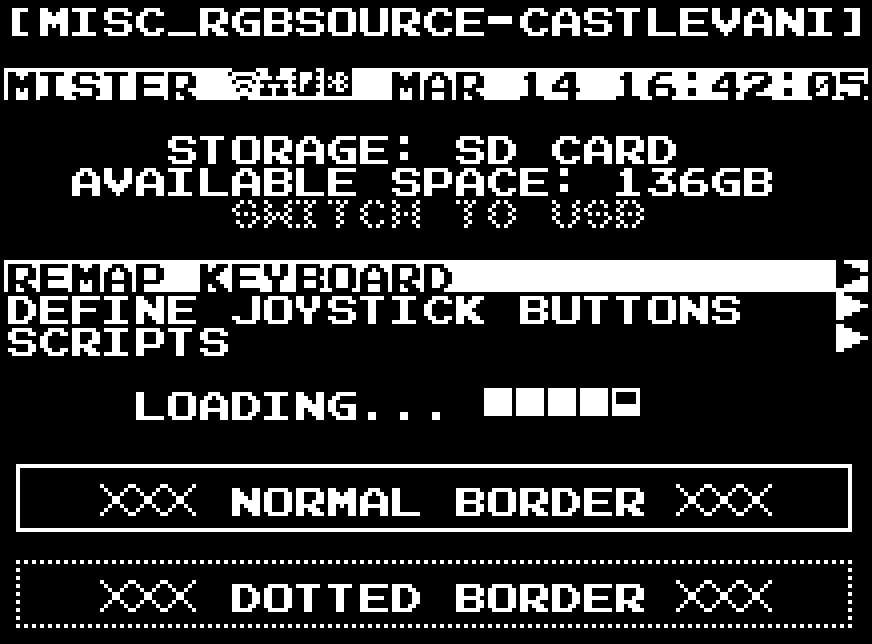 [MISC_RGBSOURCE-CASTLEVANI]
MISTER MAR 14 16:42:05
STORAGE: SD CARD
AVAILABLE SPACE: 136GB
SWITCH TO USB
REMAP KEYBOARD
DEFINE JOYSTICK BUTTONS
SCRIPTS
LOADING...
XXX NORMAL BORDER XXX
XXX DOTTED BORDER XXX